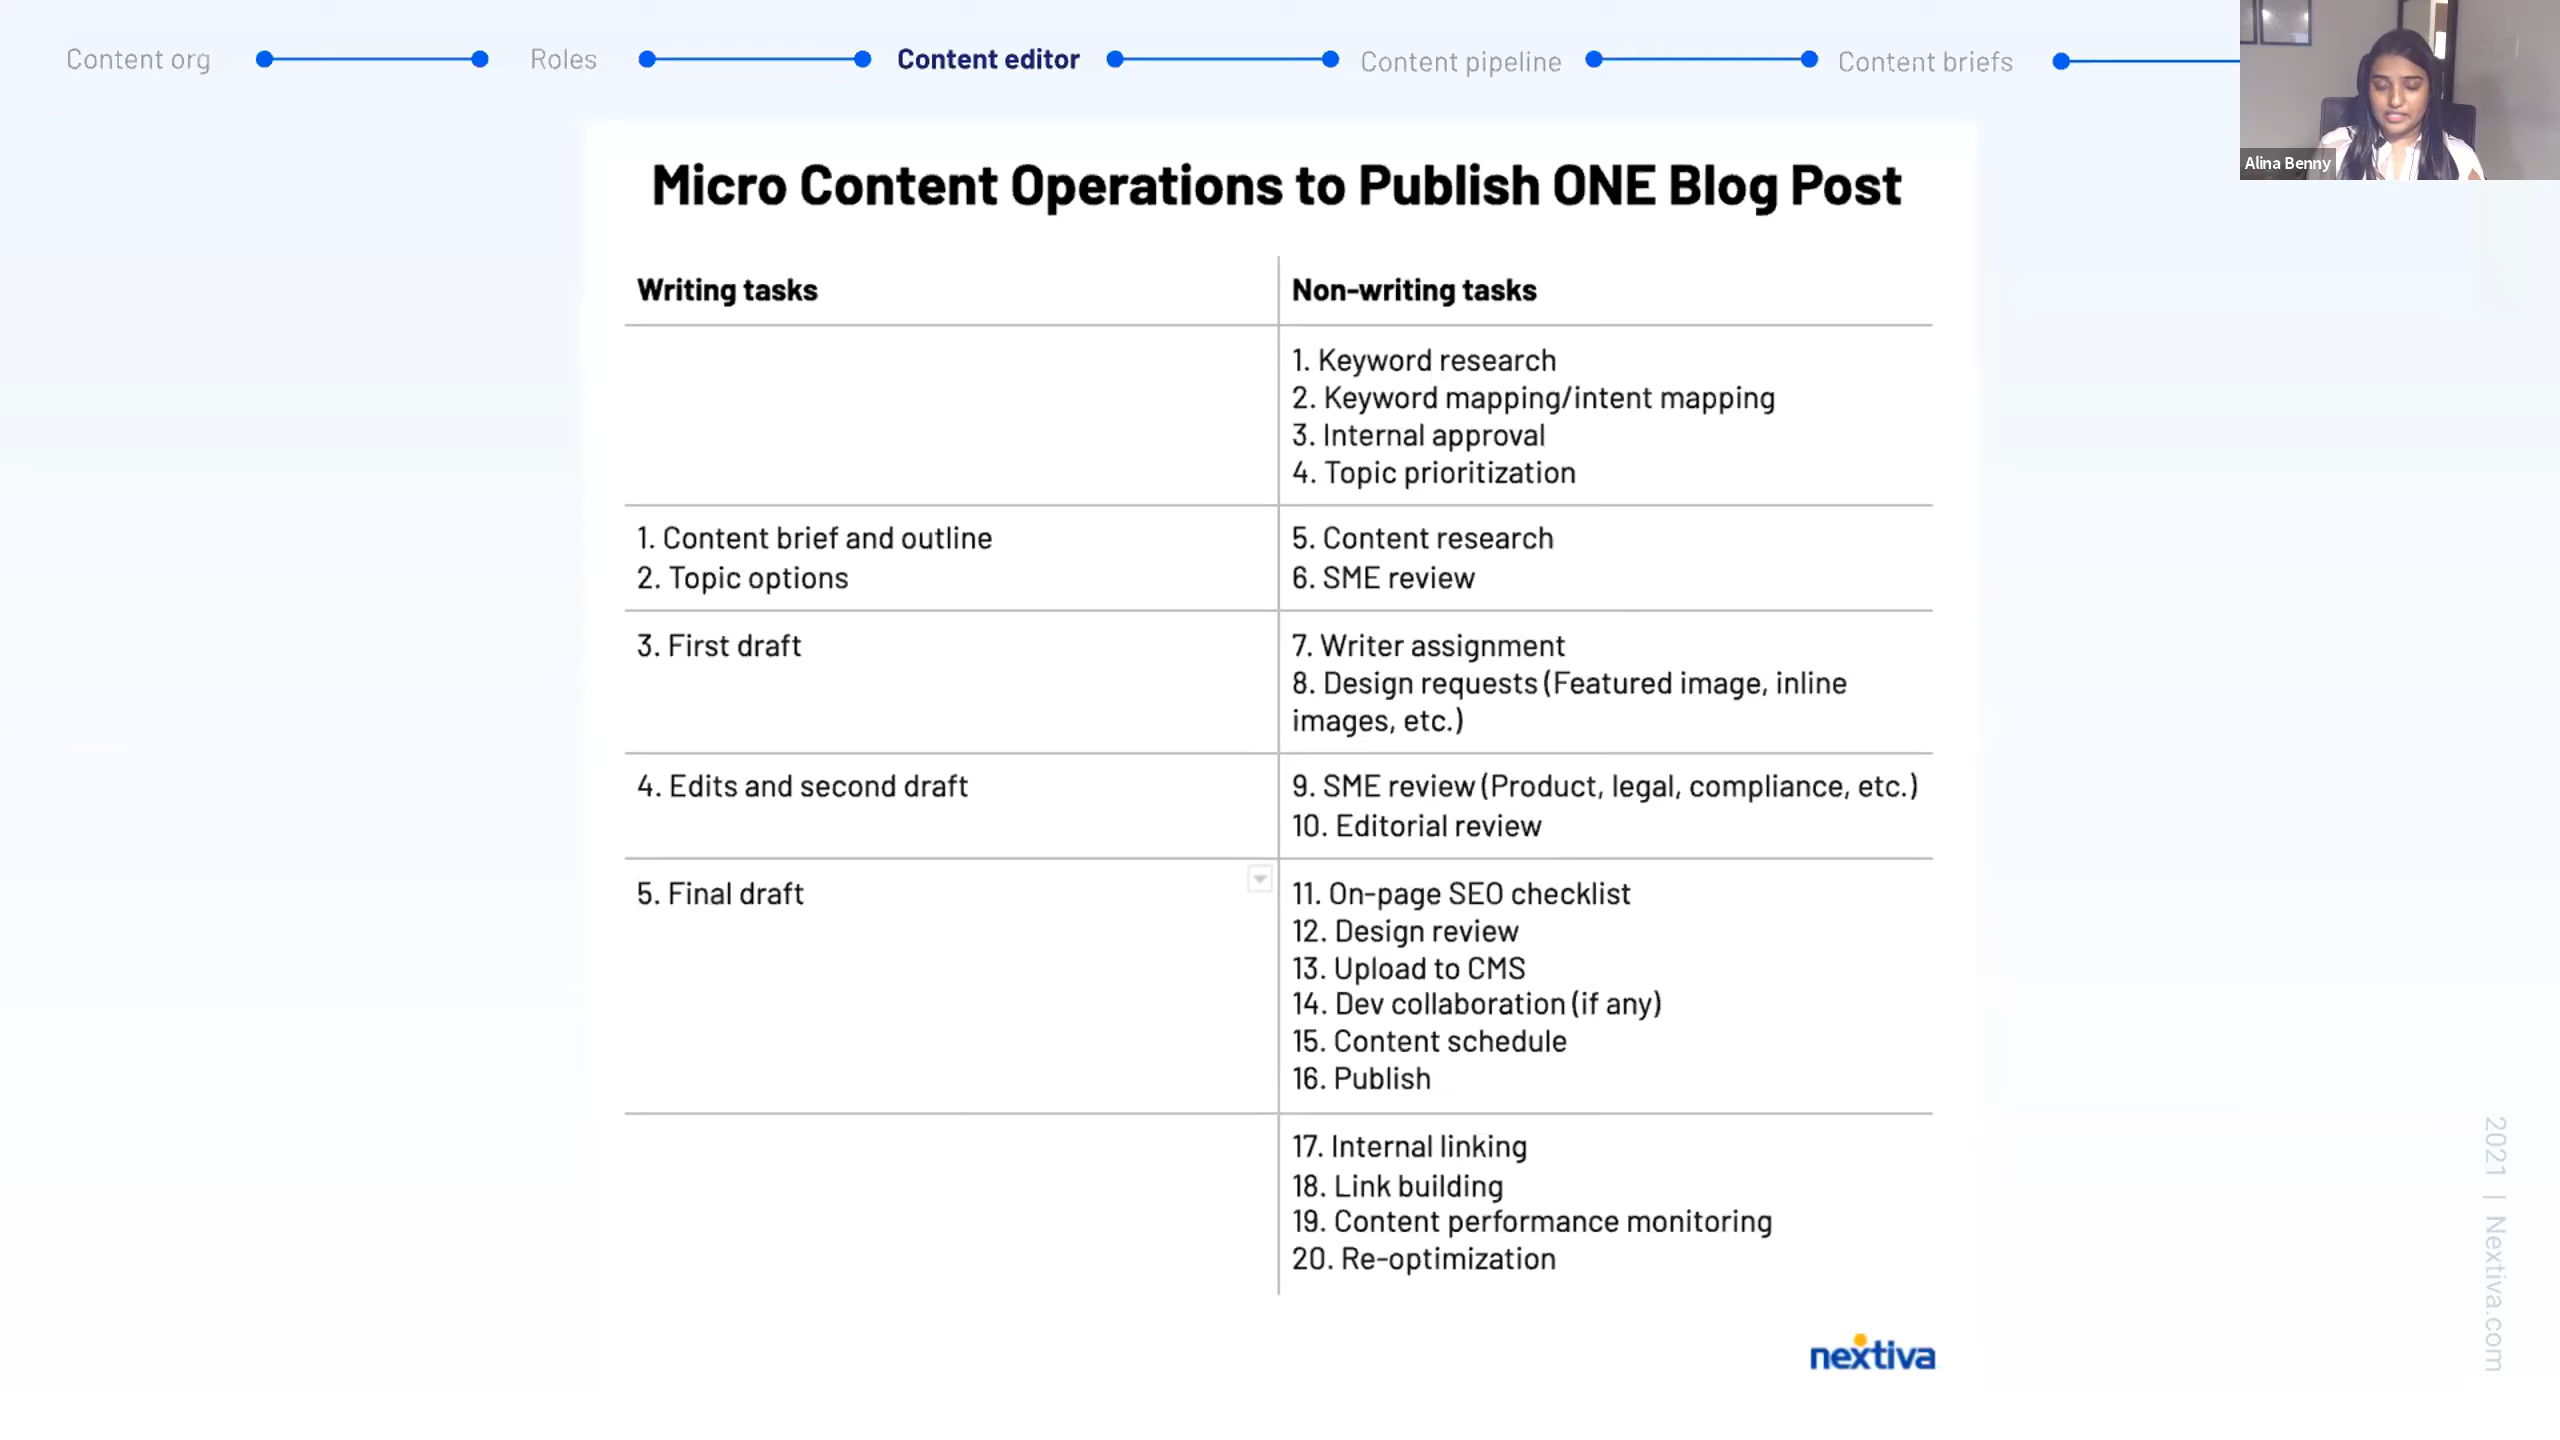 Content org
Roles
Content editor
Content pipeline
Content briefs
Alina Benny
Micro Content Operations to Publish ONE Blog Post
Writing tasks
Non-writing tasks
1. Keyword research
2. Keyword mapping/intent mapping
3. Internal approval
4. Topic prioritization
1. Content brief and outline
2. Topic options
5. Content research
6. SME review
3. First draft
7. Writer assignment
8. Design requests (Featured image, inline
images, etc.)
4. Edits and second draft
9. SME review (Product, legal, compliance, etc.)
10. Editorial review
5. Final draft
11. On-page SEO checklist
12. Design review
13. Upload to CMS
14. Dev collaboration (if any)
15. Content schedule
16. Publish
17. Internal linking
18. Link building
19. Content performance monitoring
20. Re-optimization
nextiva
2021 | Nextiva.com